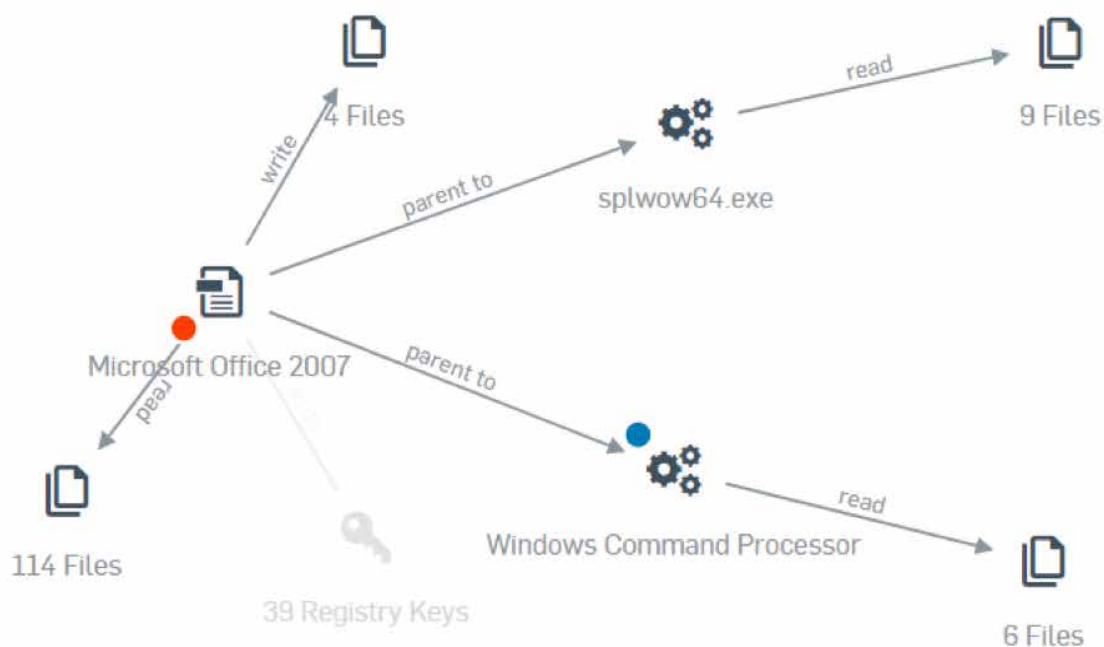 4 Files
read
9 Files
write
parent to
splwow64.exe
Microsoft Office 2007
parent to
read
114 Files
Windows Command Processor
read
39 Registry Keys
6 Files